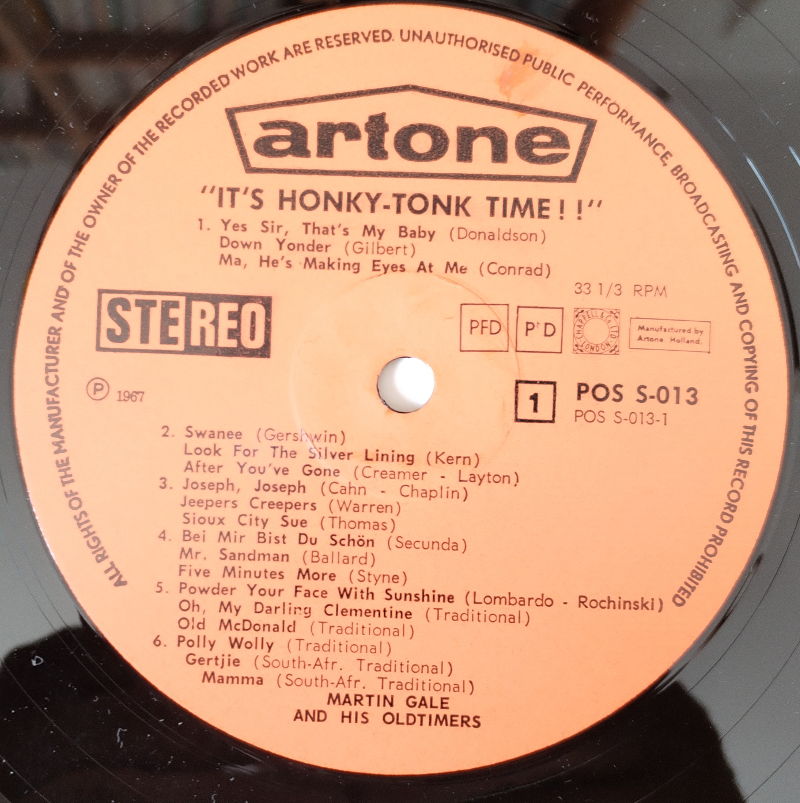 ALL RIGHTS OF THE MANUFACTURER AND OF THE OWNER OF THE RECORDED WORK ARE RESERVED. UNAUTHORISED PUBLIC PERFORMANCE, BROADCASTING AND COPYING OF THIS RECORD PROHIBITED
artone
"IT'S HONKY-TONK TIME!!"
1. Yes Sir, That's My Baby (Donaldson)
Down Yonder (Gilbert)
Ma, He's Making Eyes At Me (Conrad)
33 1/3 RPM
STEREO
PFD
P'D
CHAPPELL & CO. LTD. LONDON
Manufactured by
Artone Holland.
℗ 1967
1
POS S-013
POS S-013-1
2. Swanee (Gershwin)
Look For The Silver Lining (Kern)
After You've Gone (Creamer - Layton)
3. Joseph, Joseph (Cahn - Chaplin)
Jeepers Creepers (Warren)
Sioux City Sue (Thomas)
4. Bei Mir Bist Du Schön (Secunda)
Mr. Sandman (Ballard)
Five Minutes More (Styne)
5. Powder Your Face With Sunshine (Lombardo - Rochinski)
Oh, My Darling Clementine (Traditional)
Old McDonald (Traditional)
6. Polly Wolly (Traditional)
Gertjie (South-Afr. Traditional)
Mamma (South-Afr. Traditional)
MARTIN GALE
AND HIS OLDTIMERS